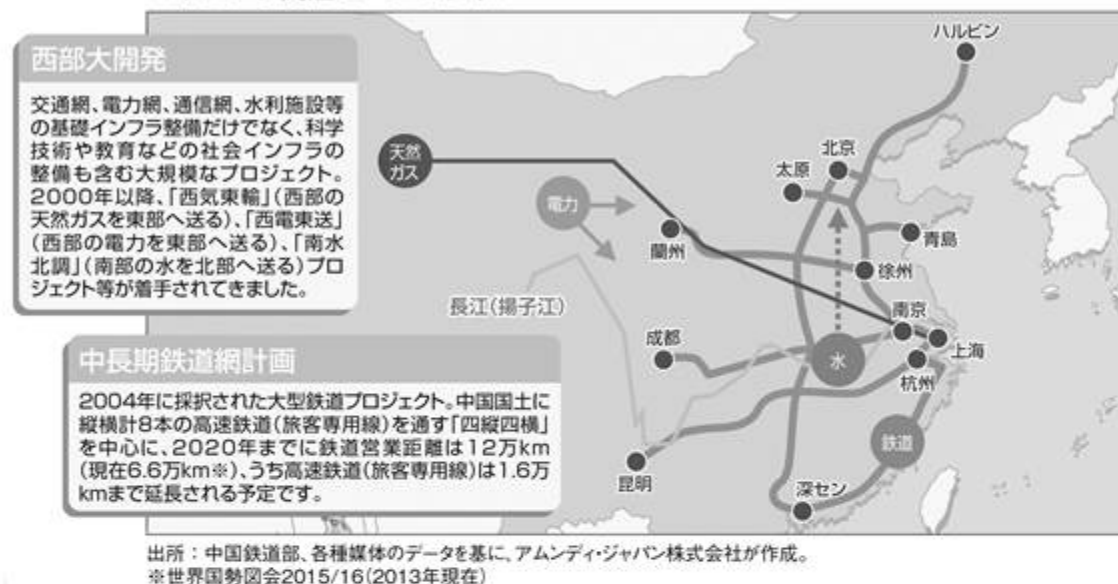 西部大開発
交通網、電力網、通信網、水利施設等
の基礎インフラ整備だけでなく、科学
技術や教育などの社会インフラの
整備も含む大規模なプロジェクト。
2000年以降、「西気東輸」(西部の
天然ガスを東部へ送る)、「西電東送」
(西部の電力を東部へ送る)、「南水
北調」(南部の水を北部へ送る)プロ
ジェクト等が着手されてきました。
中長期鉄道網計画
2004年に採択された大型鉄道プロジェクト。中国国土に
縦横計8本の高速鉄道(旅客専用線)を通す「四縦四横」
を中心に、2020年までに鉄道営業距離は12万km
(現在6.6万km※)、うち高速鉄道(旅客専用線)は1.6万
kmまで延長される予定です。
ハルビン
天然
ガス
北京
太原
電力
青島
蘭州
徐州
長江(揚子江)
南京
成都
上海
水
杭州
鉄道
昆明
深セン
出所：中国鉄道部、各種媒体のデータを基に、アムンディ・ジャパン株式会社が作成。
※世界国勢図会2015/16(2013年現在)